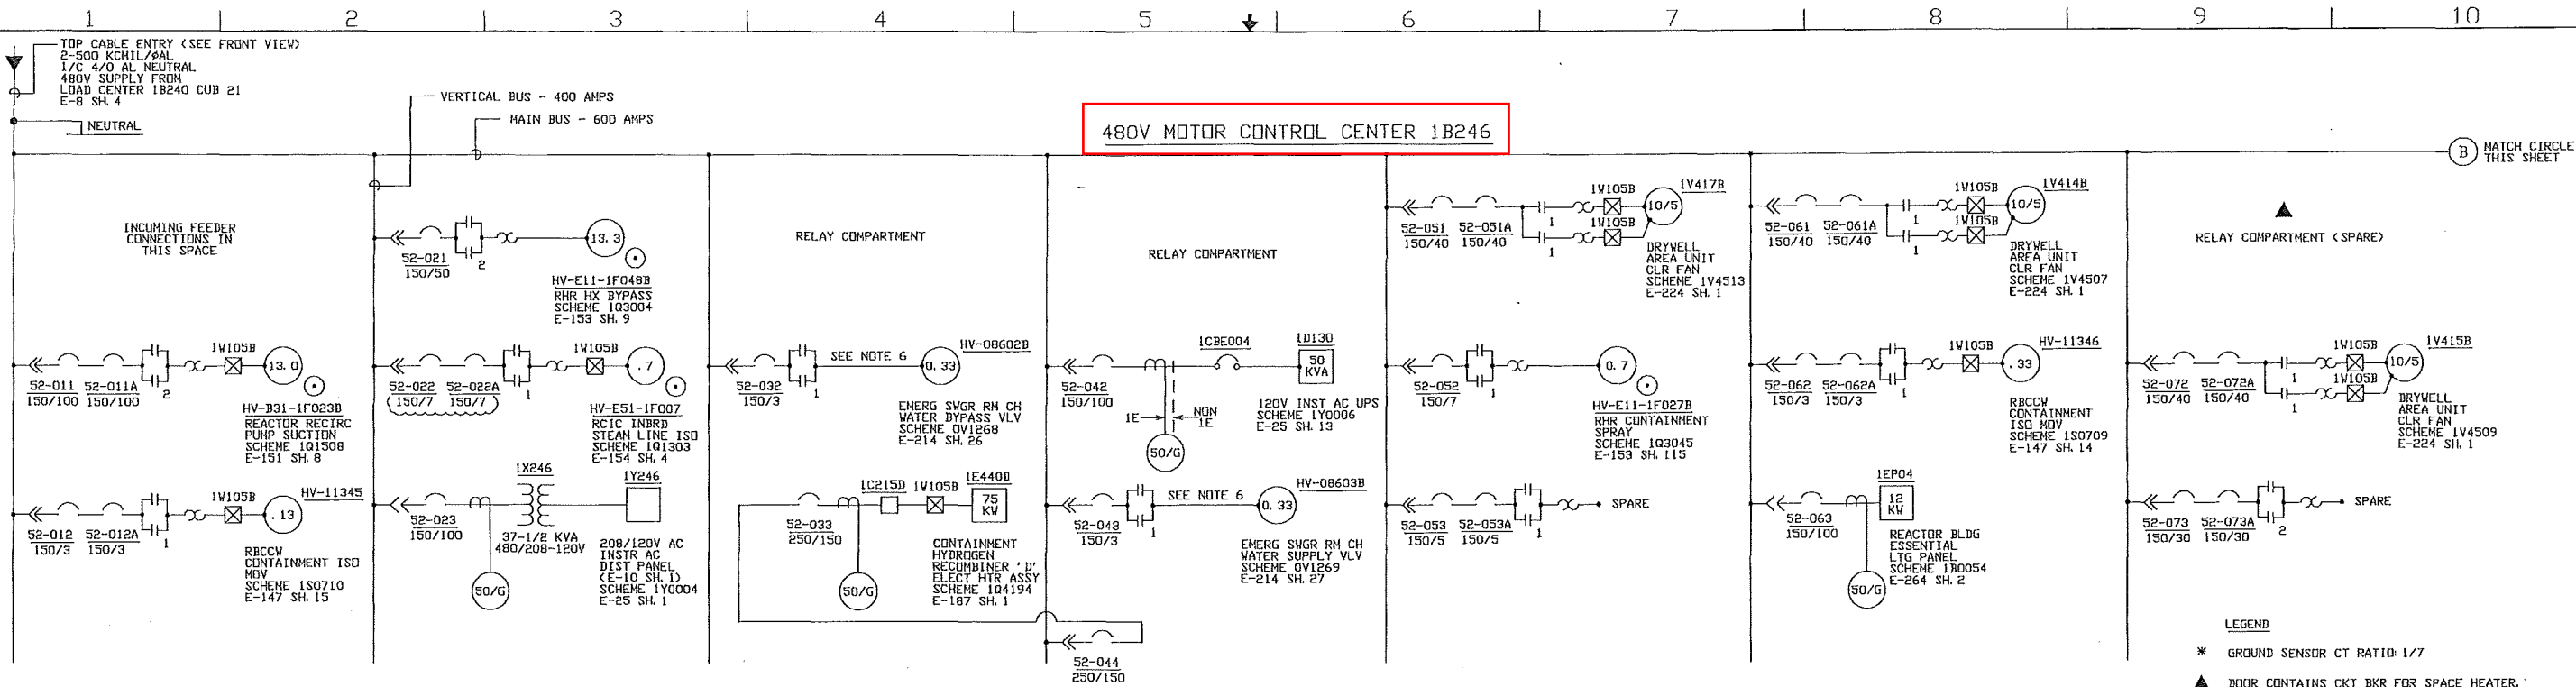 1 2 3 4 5 6 7 8 9 10
TOP CABLE ENTRY (SEE FRONT VIEW)
2-500 KCMIL/ØAL
1/C 4/0 AL NEUTRAL
480V SUPPLY FROM
LOAD CENTER 1B240 CUB 21
E-8 SH. 4
NEUTRAL
VERTICAL BUS - 400 AMPS
MAIN BUS - 600 AMPS
480V MOTOR CONTROL CENTER 1B246
B
MATCH CIRCLE
THIS SHEET
INCOMING FEEDER
CONNECTIONS IN
THIS SPACE
52-011
150/100
52-011A
150/100
2
1W105B
13.0
HV-B31-1F023B
REACTOR RECIRC
PUMP SUCTION
SCHEME 1Q1508
E-151 SH. 8
52-012
150/3
52-012A
150/3
1
1W105B
.13
HV-11345
RBCCW
CONTAINMENT ISO
MOV
SCHEME 1S0710
E-147 SH. 15
52-021
150/50
2
13.3
HV-E11-1F048B
RHR HX BYPASS
SCHEME 1Q3004
E-153 SH. 9
52-022
150/7
52-022A
150/7
1
1W105B
.7
HV-E51-1F007
RCIC INBRD
STEAM LINE ISO
SCHEME 1Q1303
E-154 SH. 4
52-023
150/100
50/G
1X246
37-1/2 KVA
480/208-120V
1Y246
208/120V AC
INSTR AC
DIST PANEL
(E-10 SH. 1)
SCHEME 1Y0004
E-25 SH. 1
RELAY COMPARTMENT
52-032
150/3
1
SEE NOTE 6
0.33
HV-08602B
EMERG SWGR RM CH
WATER BYPASS VLV
SCHEME 0V1268
E-214 SH. 26
52-033
250/150
50/G
1C215D
1W105B
1E440D
75
KW
CONTAINMENT
HYDROGEN
RECOMBINER 'D'
ELECT HTR ASSY
SCHEME 1Q4194
E-187 SH. 1
RELAY COMPARTMENT
52-042
150/100
1E
NON
1E
50/G
1CBE004
1D130
50
KVA
120V INST AC UPS
SCHEME 1Y0006
E-25 SH. 13
52-043
150/3
1
SEE NOTE 6
0.33
HV-08603B
EMERG SWGR RM CH
WATER SUPPLY VLV
SCHEME 0V1269
E-214 SH. 27
52-044
250/150
52-051
150/40
52-051A
150/40
1
1
1W105B
1W105B
10/5
1V417B
DRYWELL
AREA UNIT
CLR FAN
SCHEME 1V4513
E-224 SH. 1
52-052
150/7
1
0.7
HV-E11-1F027B
RHR CONTAINMENT
SPRAY
SCHEME 1Q3045
E-153 SH. 115
52-053
150/5
52-053A
150/5
1
SPARE
52-061
150/40
52-061A
150/40
1
1
1W105B
1W105B
10/5
1V414B
DRYWELL
AREA UNIT
CLR FAN
SCHEME 1V4507
E-224 SH. 1
52-062
150/3
52-062A
150/3
1
1W105B
.33
HV-11346
RBCCW
CONTAINMENT
ISO MOV
SCHEME 1S0709
E-147 SH. 14
52-063
150/100
50/G
1EP04
12
KW
REACTOR BLDG
ESSENTIAL
LTG PANEL
SCHEME 1B0054
E-264 SH. 2
RELAY COMPARTMENT (SPARE)
52-072
150/40
52-072A
150/40
1
1
1W105B
1W105B
10/5
1V415B
DRYWELL
AREA UNIT
CLR FAN
SCHEME 1V4509
E-224 SH. 1
52-073
150/30
52-073A
150/30
2
SPARE
LEGEND
* GROUND SENSOR CT RATIO: 1/7
▲ DOOR CONTAINS CKT BKR FOR SPACE HEATER.